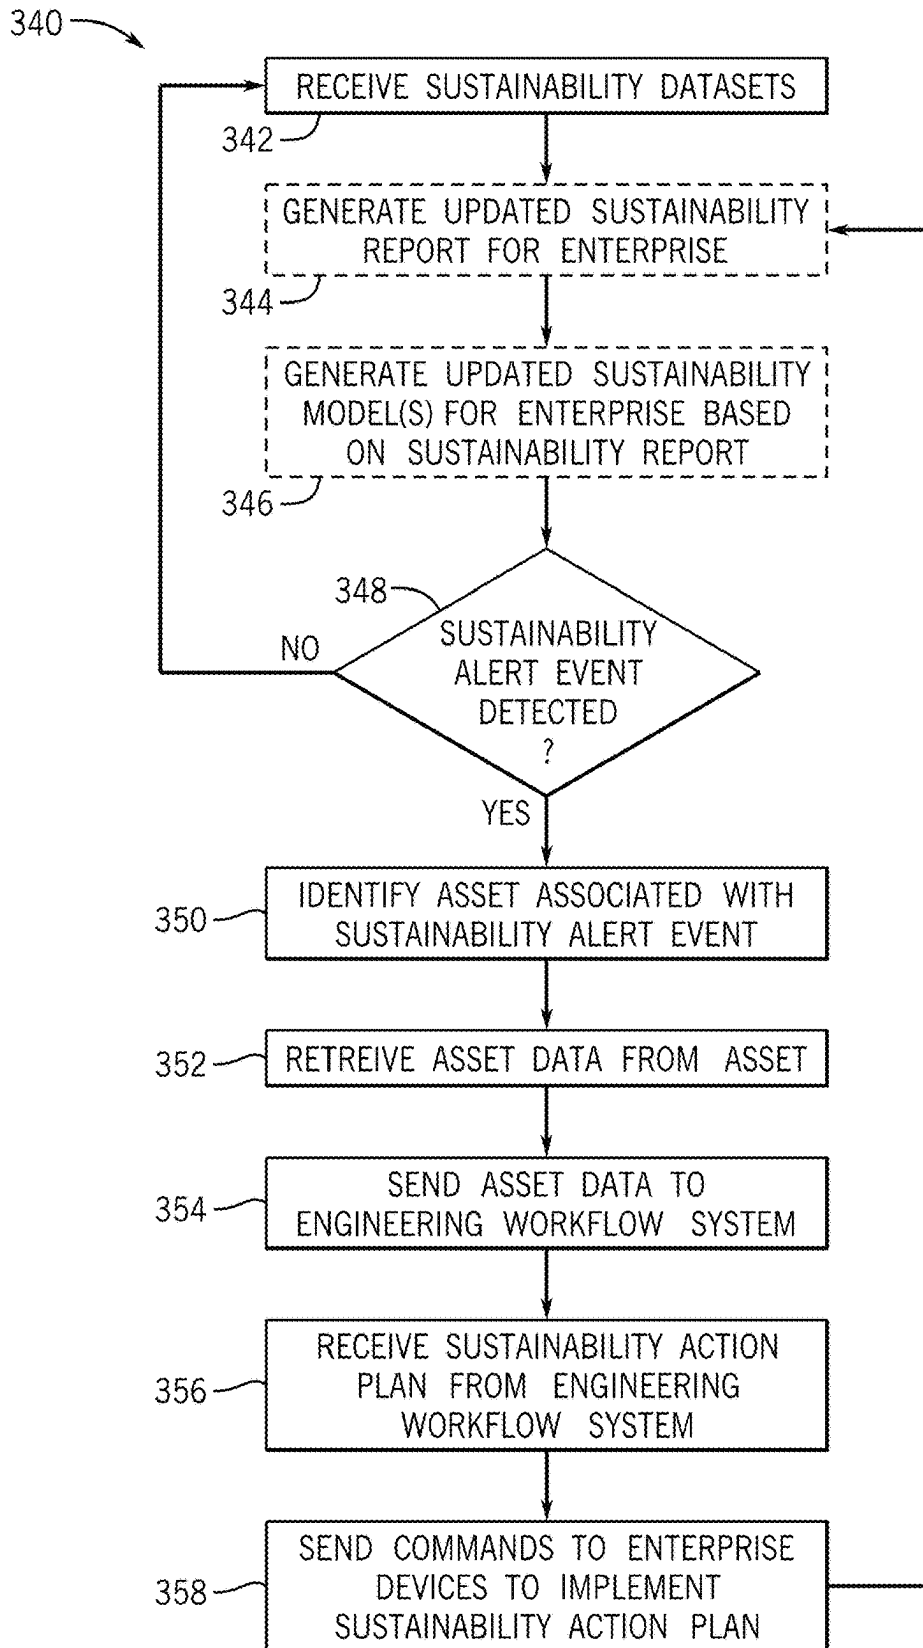 340
RECEIVE SUSTAINABILITY DATASETS
342
GENERATE UPDATED SUSTAINABILITY
REPORT FOR ENTERPRISE
344
GENERATE UPDATED SUSTAINABILITY
MODEL(S) FOR ENTERPRISE BASED
ON SUSTAINABILITY REPORT
346
348
SUSTAINABILITY
ALERT EVENT
DETECTED
?
NO
YES
350
IDENTIFY ASSET ASSOCIATED WITH
SUSTAINABILITY ALERT EVENT
352
RETREIVE ASSET DATA FROM ASSET
354
SEND ASSET DATA TO
ENGINEERING WORKFLOW SYSTEM
356
RECEIVE SUSTAINABILITY ACTION
PLAN FROM ENGINEERING
WORKFLOW SYSTEM
358
SEND COMMANDS TO ENTERPRISE
DEVICES TO IMPLEMENT
SUSTAINABILITY ACTION PLAN